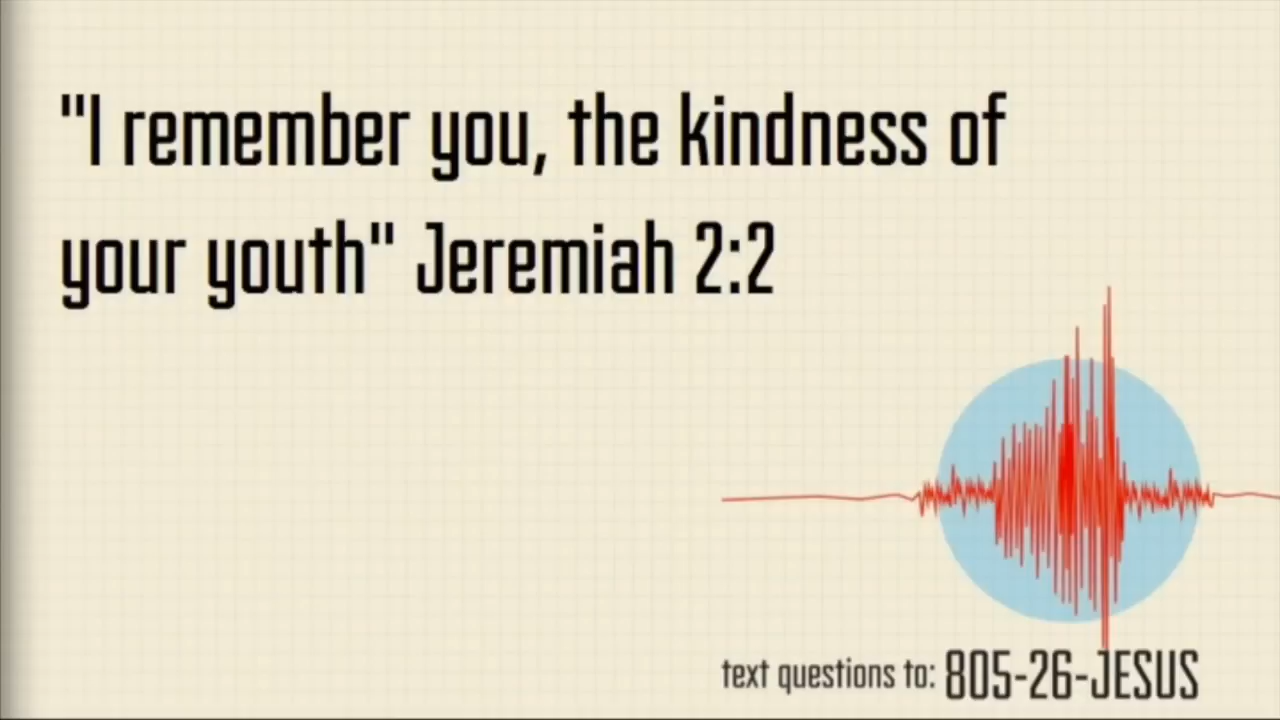 "I remember you, the kindness of
your youth" Jeremiah 2:2
text questions to: 805-26-JESUS